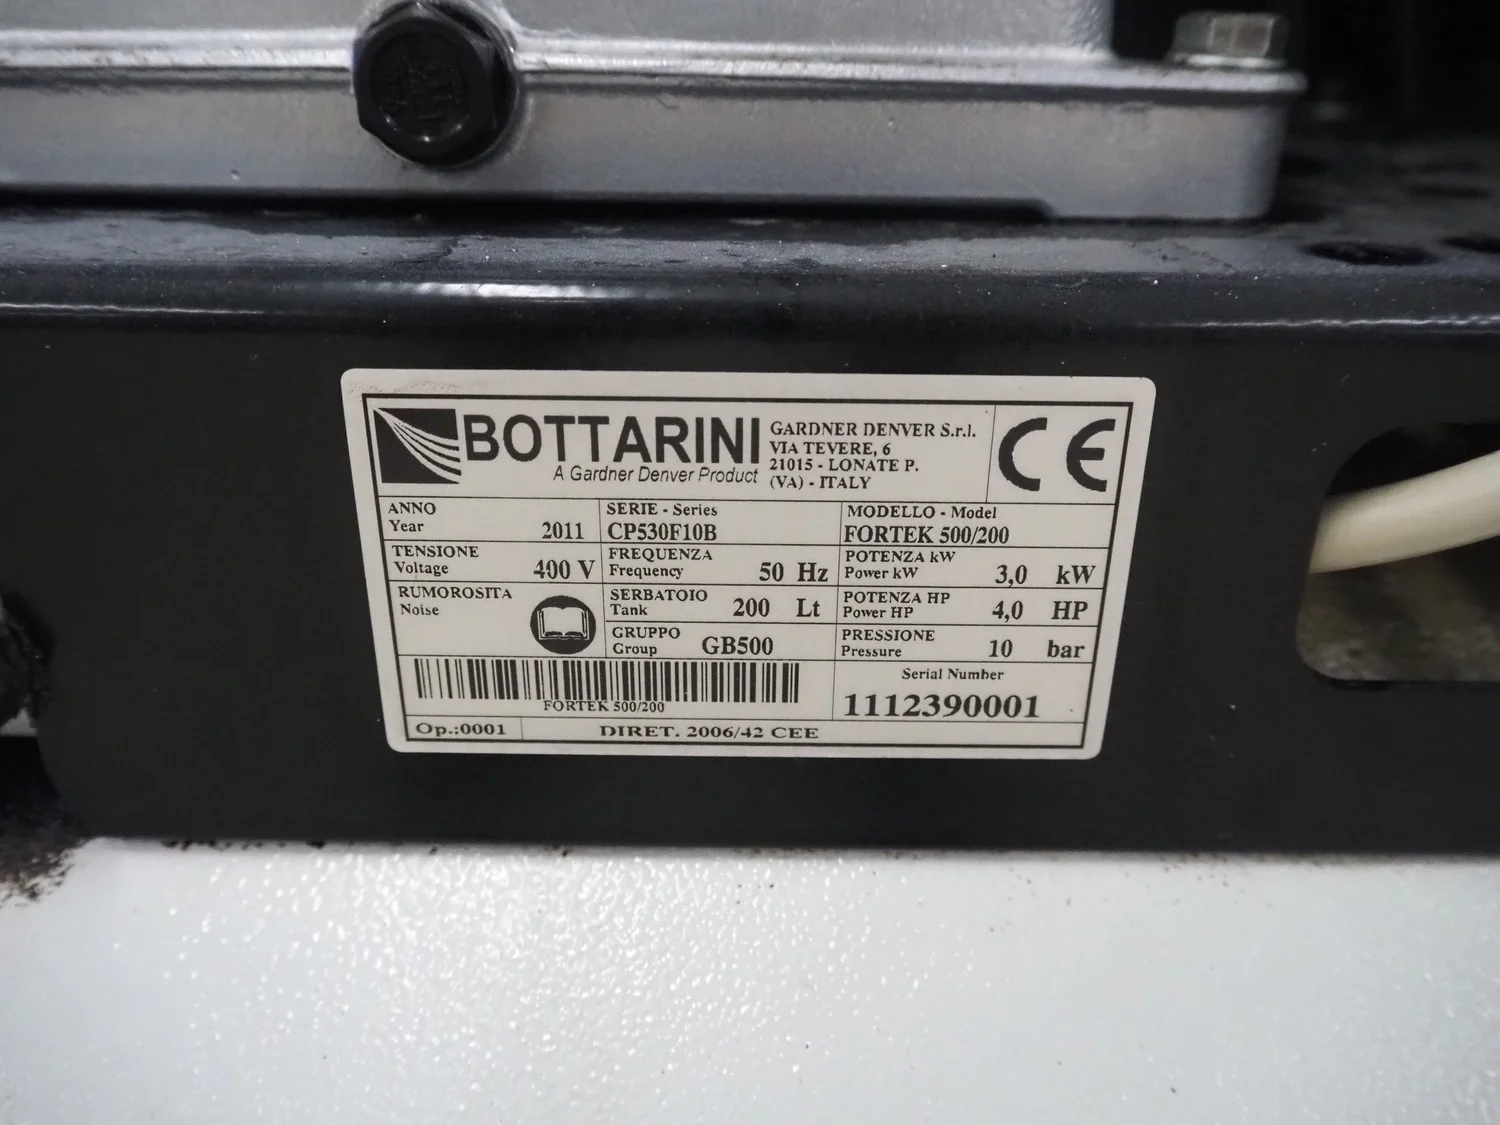 BOTTARINI
A Gardner Denver Product
GARDNER DENVER S.r.l.
VIA TEVERE, 6
21015 - LONATE P.
(VA) - ITALY
CE
ANNO
Year
2011
SERIE - Series
CP530F10B
MODELLO - Model
FORTEK 500/200
TENSIONE
Voltage
400 V
FREQUENZA
Frequency
50 Hz
POTENZA kW
Power kW
3,0 kW
RUMOROSITA
Noise
SERBATOIO
Tank
200 Lt
POTENZA HP
Power HP
4,0 HP
GRUPPO
Group
GB500
PRESSIONE
Pressure
10 bar
FORTEK 500/200
Serial Number
1112390001
Op.:0001
DIRET. 2006/42 CEE